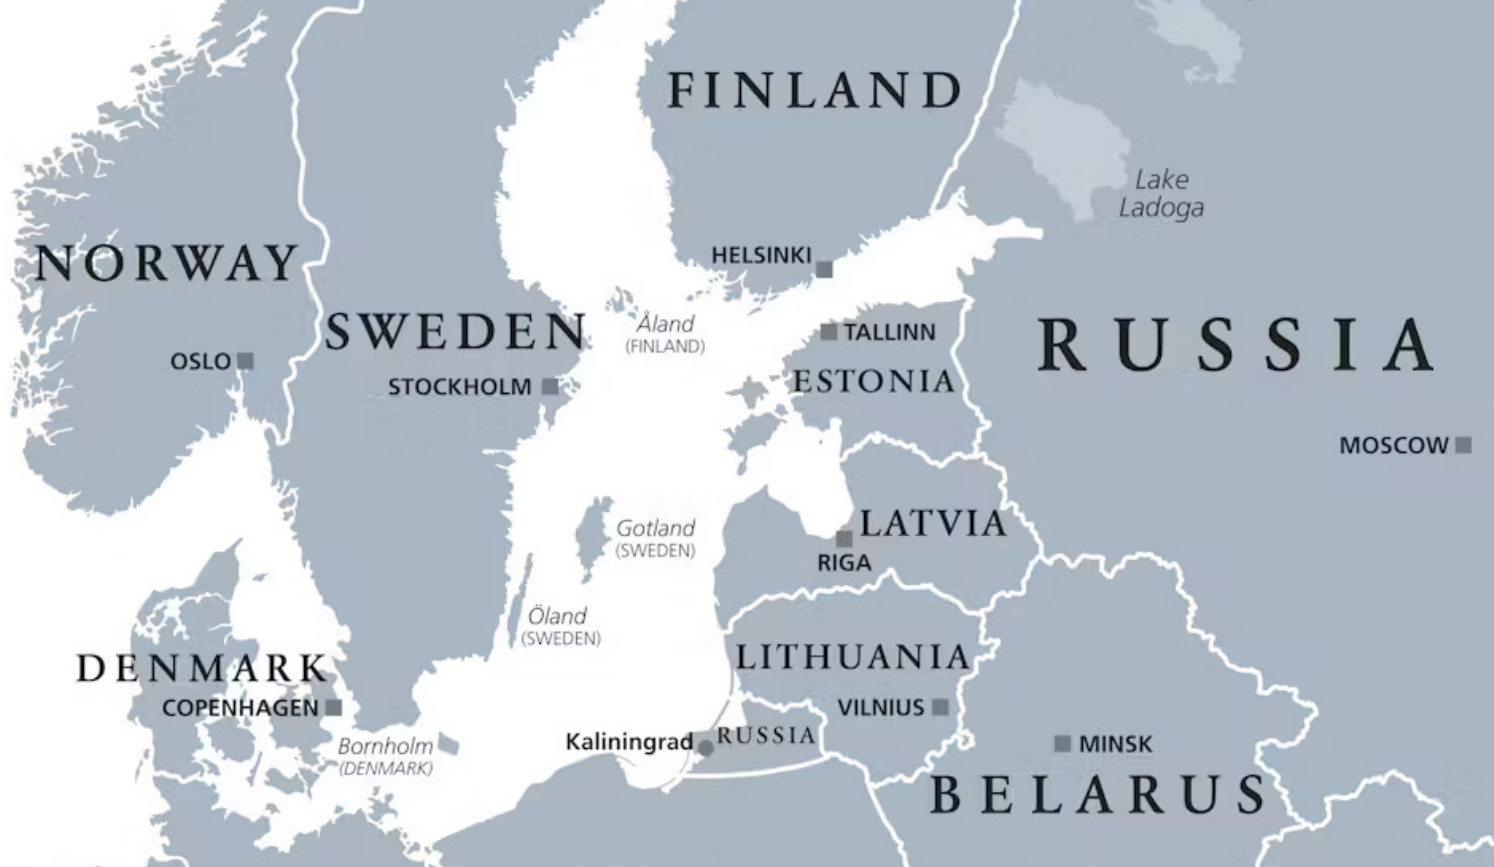 FINLAND
Lake
Ladoga
HELSINKI
NORWAY
SWEDEN
Åland
(FINLAND)
TALLINN
RUSSIA
OSLO
STOCKHOLM
ESTONIA
MOSCOW
Gotland
(SWEDEN)
LATVIA
RIGA
Öland
(SWEDEN)
DENMARK
LITHUANIA
COPENHAGEN
VILNIUS
Bornholm
(DENMARK)
Kaliningrad
RUSSIA
MINSK
BELARUS